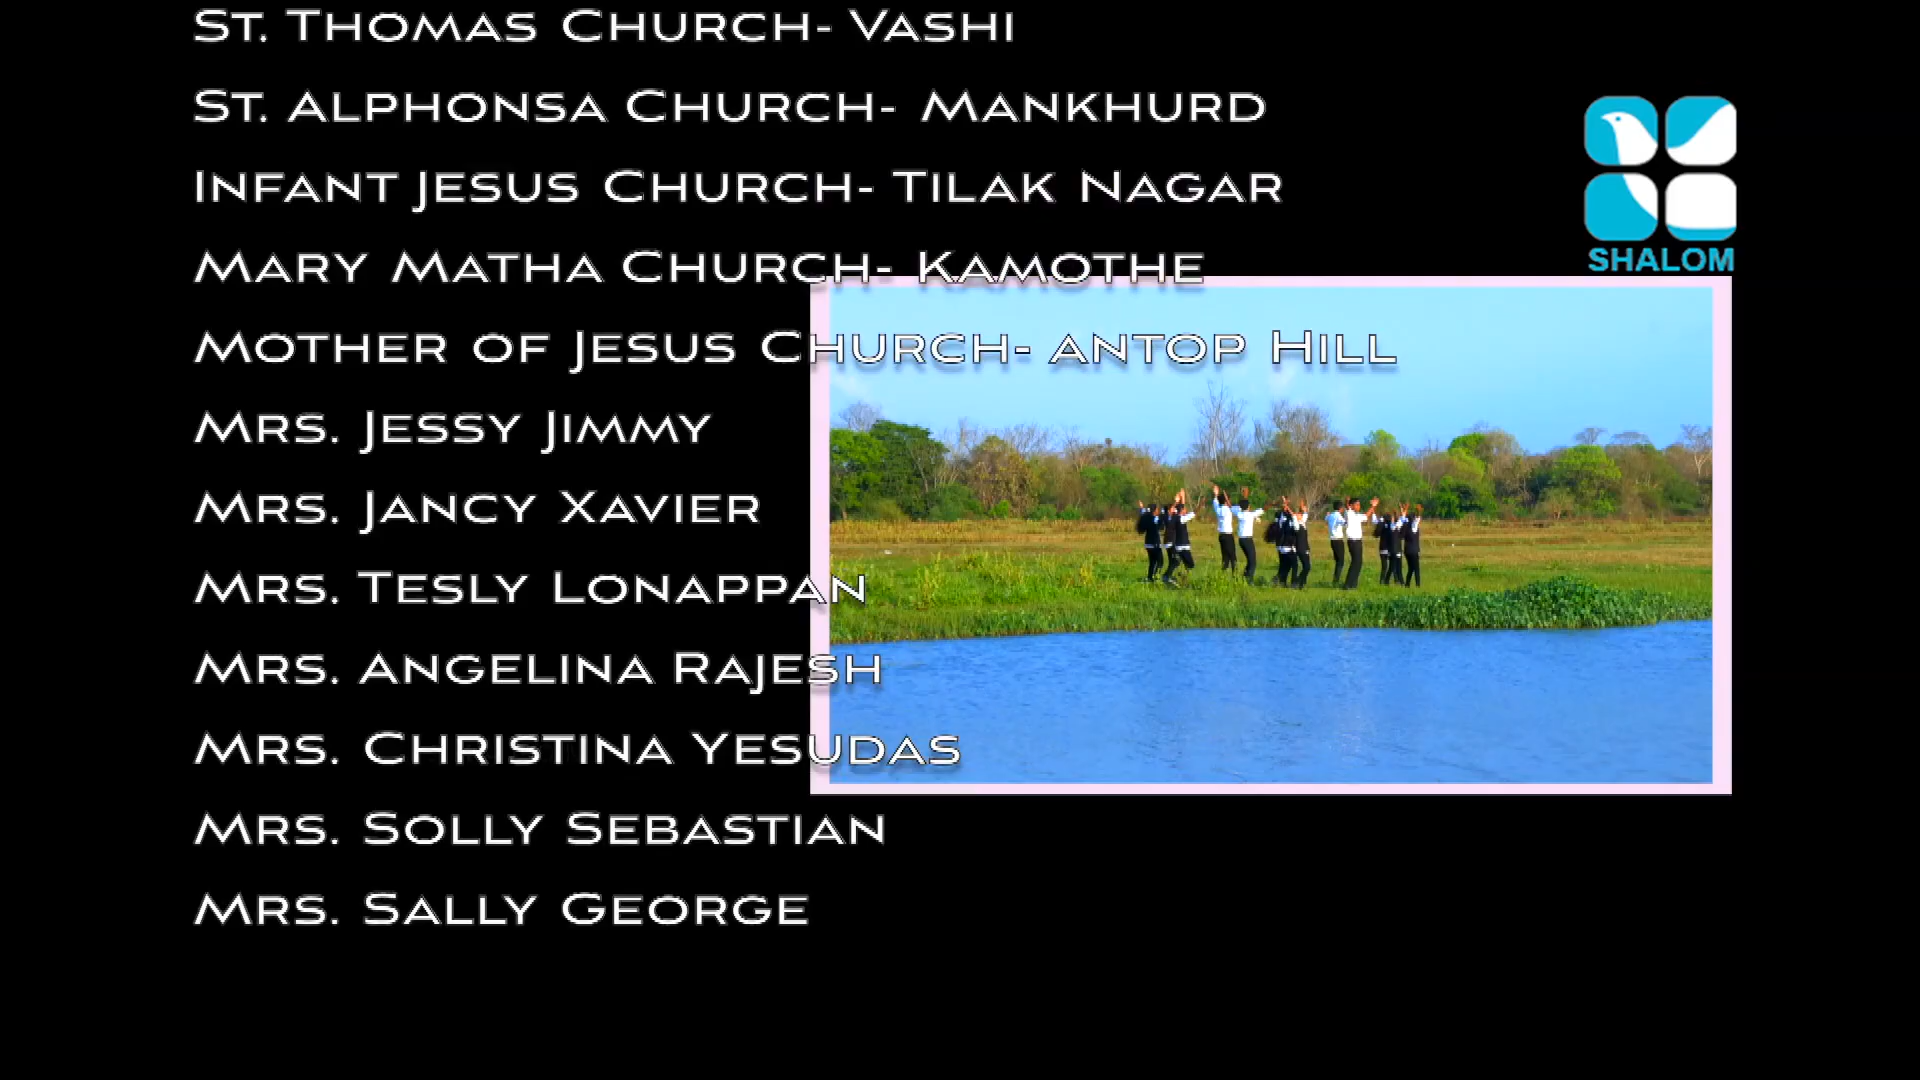 St. Thomas Church- Vashi
St. Alphonsa Church- Mankhurd
Infant Jesus Church- Tilak Nagar
Mary Matha Church- Kamothe
Mother of Jesus Church- antop Hill
Mrs. Jessy Jimmy
Mrs. Jancy Xavier
Mrs. Tesly Lonappan
Mrs. Angelina Rajesh
Mrs. Christina Yesudas
Mrs. Solly Sebastian
Mrs. Sally George
SHALOM